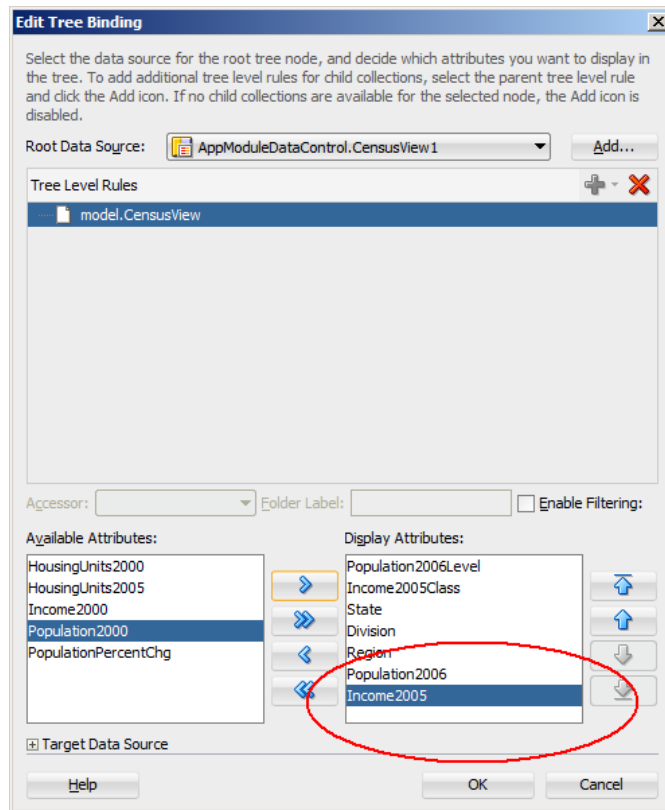 Edit Tree Binding
Select the data source for the root tree node, and decide which attributes you want to display in
the tree. To add additional tree level rules for child collections, select the parent tree level rule
and click the Add icon. If no child collections are available for the selected node, the Add icon is
disabled.
Root Data Source: AppModuleDataControl.CensusView1 Add...
Tree Level Rules
model.CensusView
Accessor: Folder Label: Enable Filtering:
Available Attributes: Display Attributes:
HousingUnits2000 Population2006Level
HousingUnits2005 Income2005Class
Income2000 State
Population2000 Division
PopulationPercentChg Region
Population2006
Income2005
Target Data Source
Help OK Cancel